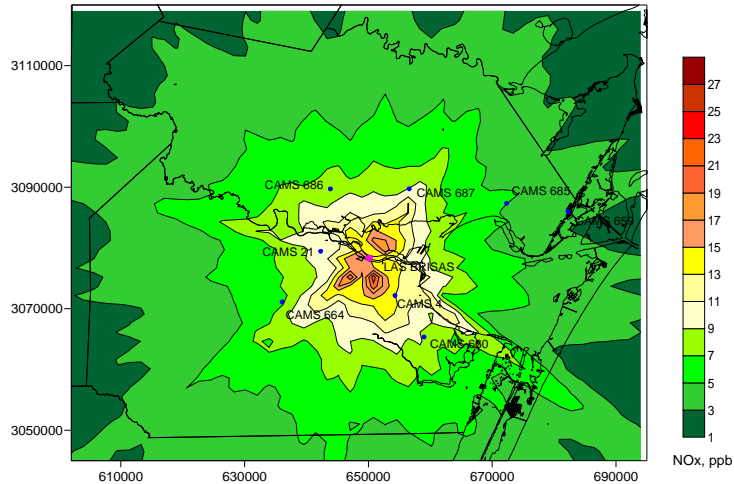 3110000
3090000
3070000
3050000
610000
630000
650000
670000
690000
CAMS 686
CAMS 687
CAMS 685
CAMS 659
CAMS 21
LAS BRISAS
CAMS 4
CAMS 664
CAMS 660
27
25
23
21
19
17
15
13
11
9
7
5
3
1
NOx, ppb